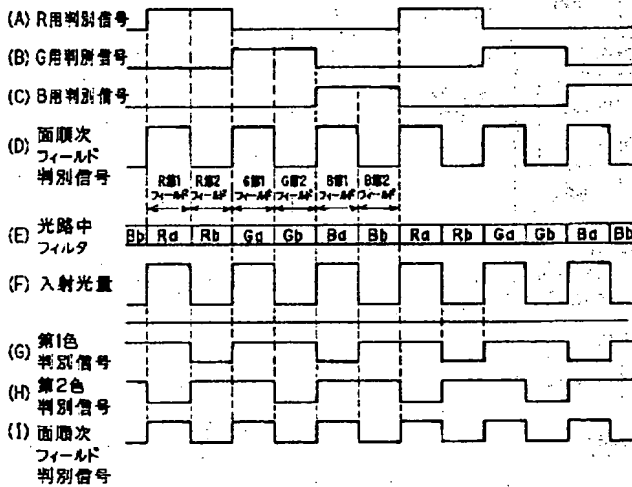 (A) R用判別信号
(B) G用判別信号
(C) B用判別信号
(D) 面順次
フィールド
判別信号
R第1 R第2 G第1 G第2 B第1 B第2
フィールド フィールド フィールド フィールド フィールド フィールド
(E) 光路中
フィルタ
Bb Ra Rb Ga Gb Ba Bb Ra Rb Ga Gb Ba Bb
(F) 入射光量
(G) 第1色
判別信号
(H) 第2色
判別信号
(I) 面順次
フィールド
判別信号